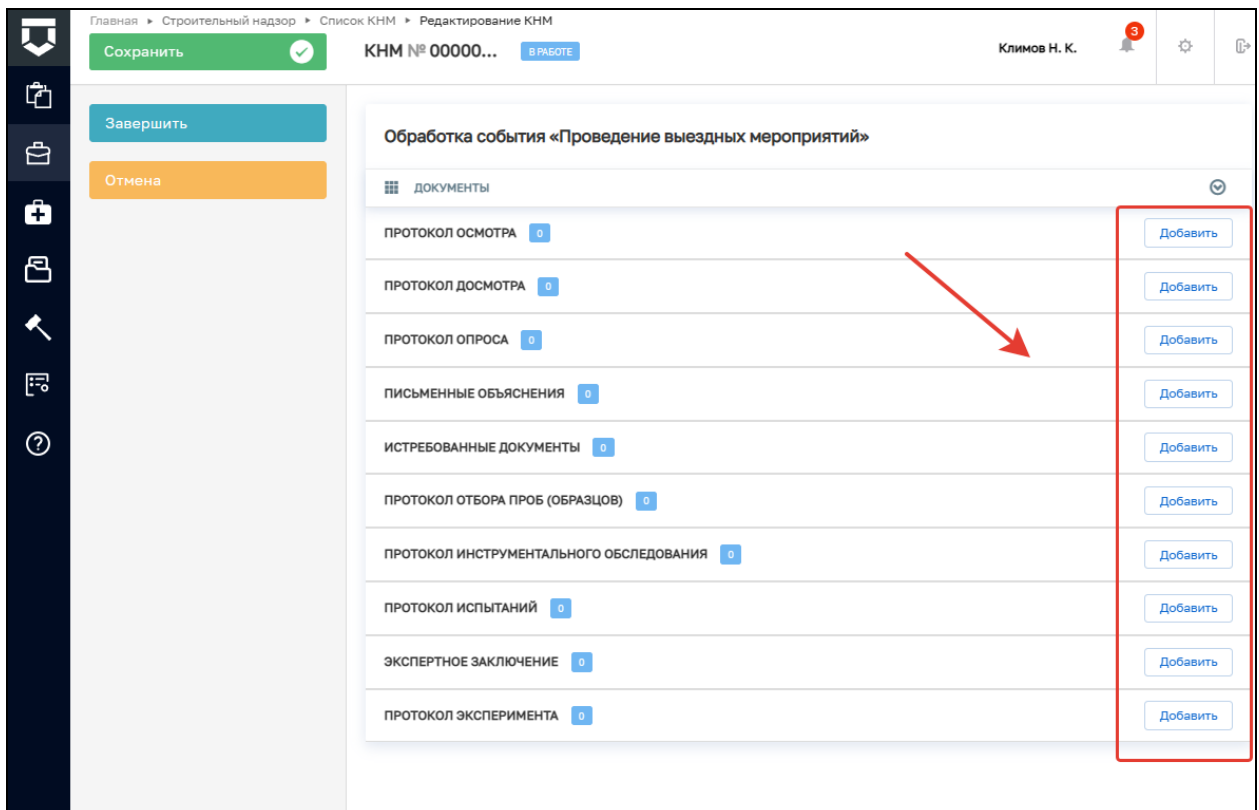 Главная ▸ Строительный надзор ▸ Список КНМ ▸ Редактирование КНМ
Сохранить
КНМ № 00000...
В РАБОТЕ
Климов Н. К.
3
Завершить
Отмена
Обработка события «Проведение выездных мероприятий»
ДОКУМЕНТЫ
ПРОТОКОЛ ОСМОТРА 0 Добавить
ПРОТОКОЛ ДОСМОТРА 0 Добавить
ПРОТОКОЛ ОПРОСА 0 Добавить
ПИСЬМЕННЫЕ ОБЪЯСНЕНИЯ 0 Добавить
ИСТРЕБОВАННЫЕ ДОКУМЕНТЫ 0 Добавить
ПРОТОКОЛ ОТБОРА ПРОБ (ОБРАЗЦОВ) 0 Добавить
ПРОТОКОЛ ИНСТРУМЕНТАЛЬНОГО ОБСЛЕДОВАНИЯ 0 Добавить
ПРОТОКОЛ ИСПЫТАНИЙ 0 Добавить
ЭКСПЕРТНОЕ ЗАКЛЮЧЕНИЕ 0 Добавить
ПРОТОКОЛ ЭКСПЕРИМЕНТА 0 Добавить